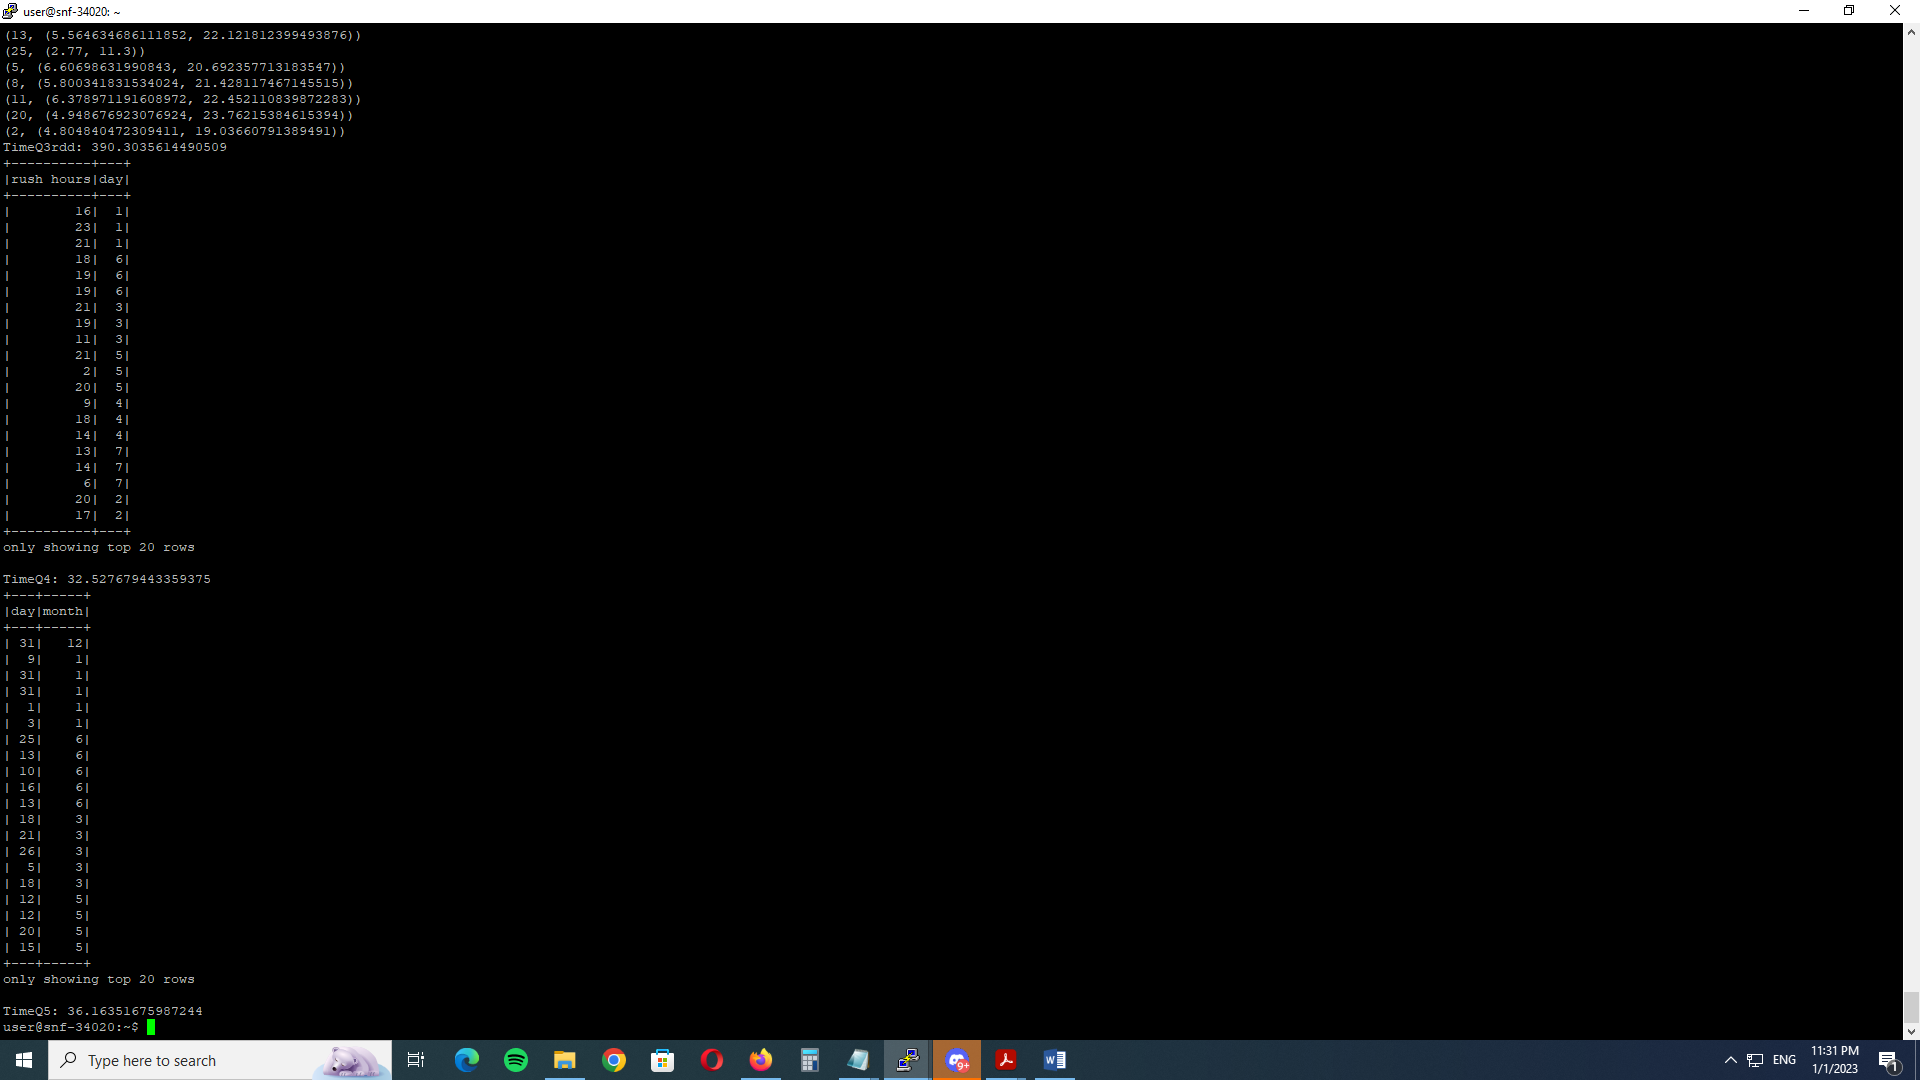 user@snf-34020: ~
(13, (5.564634686111852, 22.121812399493876))
(25, (2.77, 11.3))
(5, (6.60698631990843, 20.692357713183547))
(8, (5.800341831534024, 21.428117467145515))
(11, (6.378971191608972, 22.452110839872283))
(20, (4.948676923076924, 23.76215384615394))
(2, (4.804840472309411, 19.03660791389491))
TimeQ3rdd: 390.3035614490509
+----------+---+
|rush hours|day|
+----------+---+
|        16|  1|
|        23|  1|
|        21|  1|
|        18|  6|
|        19|  6|
|        19|  6|
|        21|  3|
|        19|  3|
|        11|  3|
|        21|  5|
|         2|  5|
|        20|  5|
|         9|  4|
|        18|  4|
|        14|  4|
|        13|  7|
|        14|  7|
|         6|  7|
|        20|  2|
|        17|  2|
+----------+---+
only showing top 20 rows
TimeQ4: 32.527679443359375
+---+-----+
|day|month|
+---+-----+
| 31|   12|
|  9|    1|
| 31|    1|
| 31|    1|
|  1|    1|
|  3|    1|
| 25|    6|
| 13|    6|
| 10|    6|
| 16|    6|
| 13|    6|
| 18|    3|
| 21|    3|
| 26|    3|
|  5|    3|
| 18|    3|
| 12|    5|
| 12|    5|
| 20|    5|
| 15|    5|
+---+-----+
only showing top 20 rows
TimeQ5: 36.16351675987244
user@snf-34020:~$
Type here to search
9+
ENG
11:31 PM
1/1/2023
1